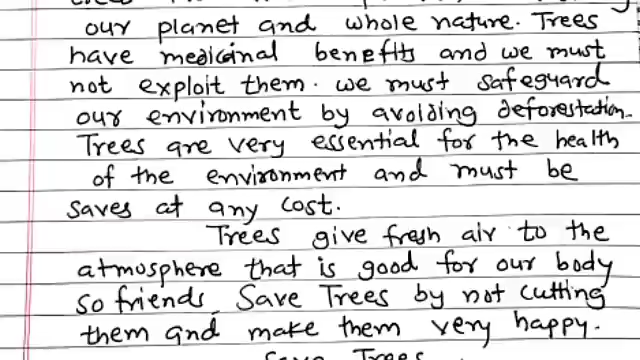 our planet and whole nature. Trees
have medicinal benefits and we must
not exploit them. we must safeguard
our environment by avoiding deforestation.
Trees are very essential for the health
of the environment and must be
saves at any cost.
Trees give fresh air to the
atmosphere that is good for our body
so friends, Save Trees by not cutting
them and make them very happy.
Save Trees